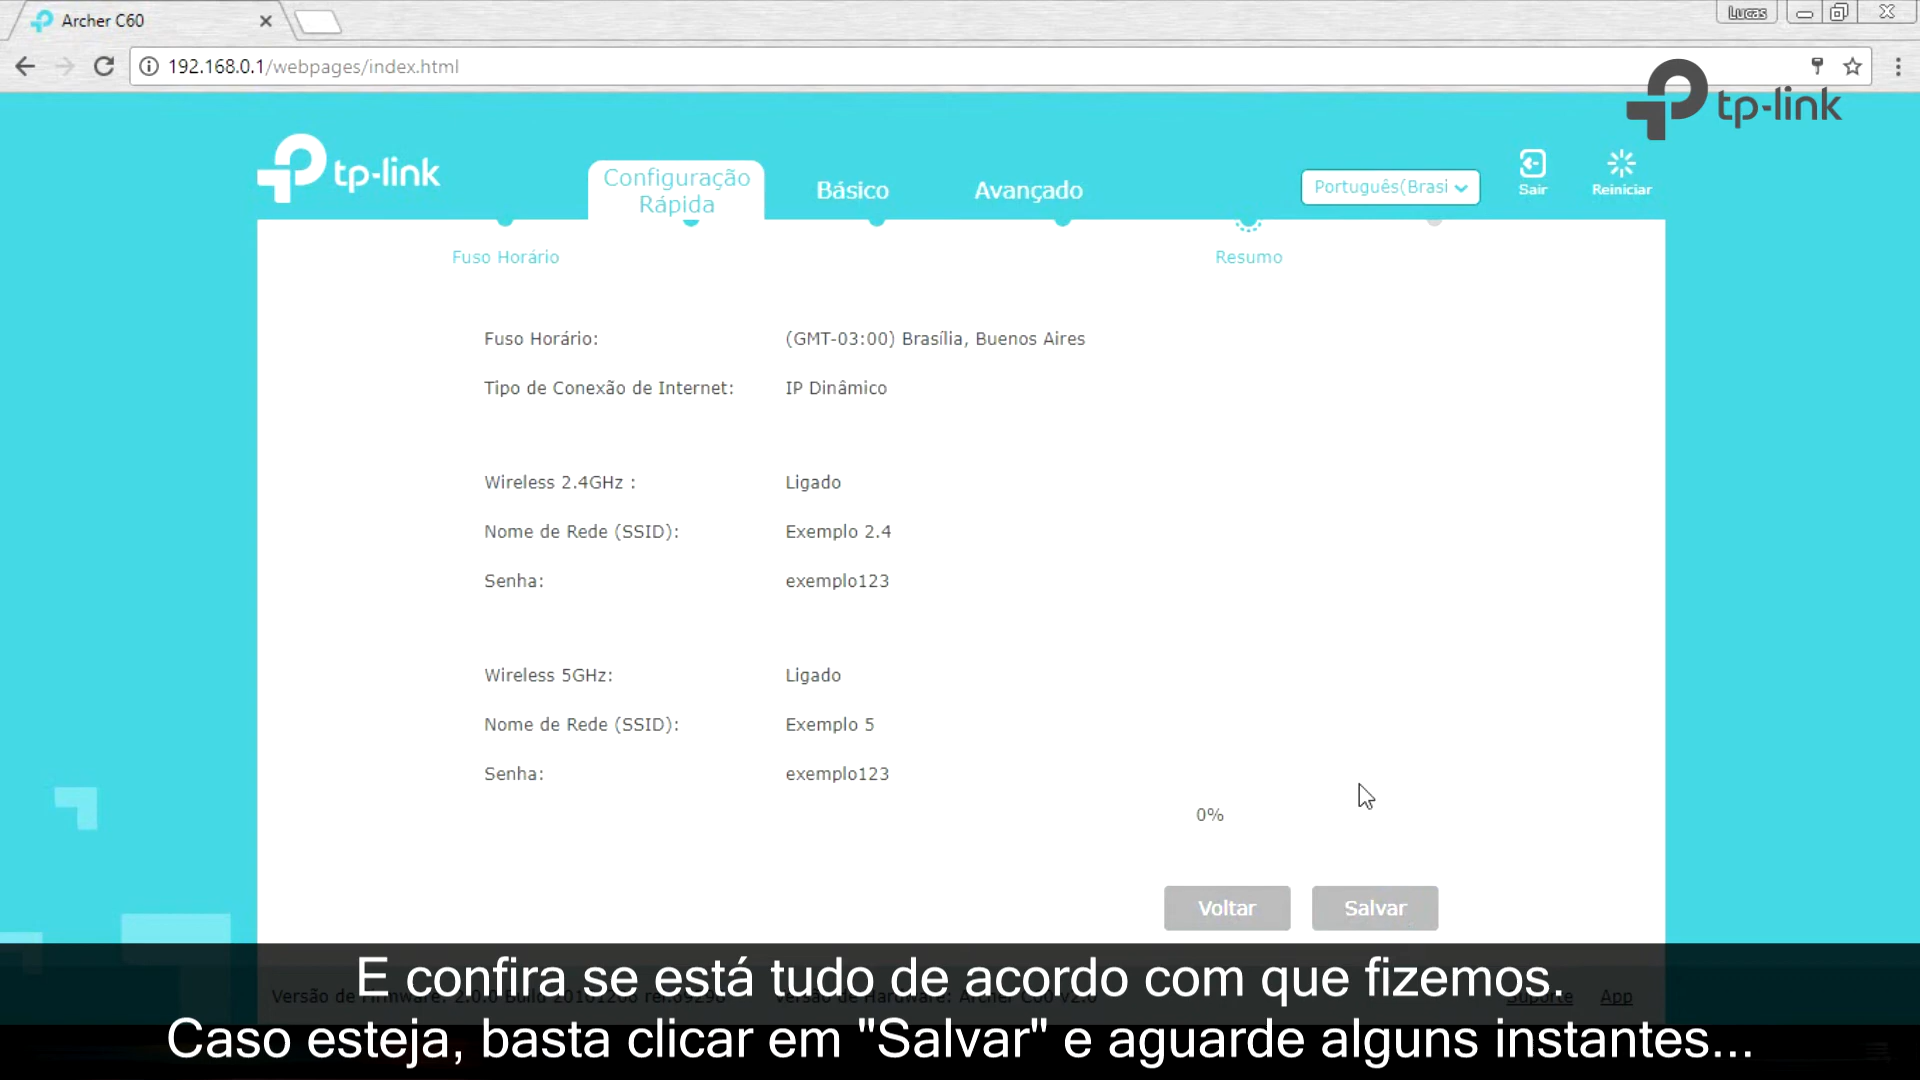 Archer C60
Lucas
192.168.0.1/webpages/index.html
tp-link
tp-link
Configuração
Rápida
Básico
Avançado
Português(Brasi
Sair
Reiniciar
Fuso Horário
Resumo
Fuso Horário: (GMT-03:00) Brasília, Buenos Aires
Tipo de Conexão de Internet: IP Dinâmico
Wireless 2.4GHz : Ligado
Nome de Rede (SSID): Exemplo 2.4
Senha: exemplo123
Wireless 5GHz: Ligado
Nome de Rede (SSID): Exemplo 5
Senha: exemplo123
0%
Voltar
Salvar
Suporte
App
E confira se está tudo de acordo com que fizemos.
Caso esteja, basta clicar em "Salvar" e aguarde alguns instantes...